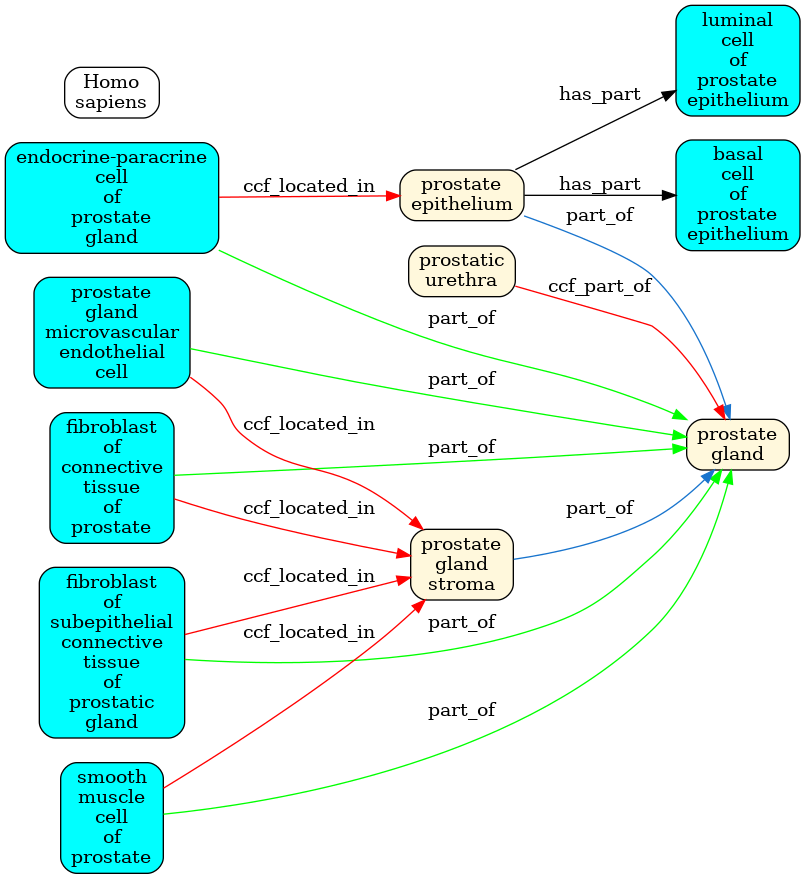 luminal
cell
of
prostate
epithelium
Homo
sapiens
has_part
endocrine-paracrine
cell
of
prostate
gland
ccf_located_in
prostate
epithelium
has_part
basal
cell
of
prostate
epithelium
part_of
prostatic
urethra
ccf_part_of
prostate
gland
microvascular
endothelial
cell
part_of
part_of
ccf_located_in
fibroblast
of
connective
tissue
of
prostate
part_of
prostate
gland
ccf_located_in
part_of
prostate
gland
stroma
fibroblast
of
subepithelial
connective
tissue
of
prostatic
gland
ccf_located_in
ccf_located_in
part_of
part_of
smooth
muscle
cell
of
prostate